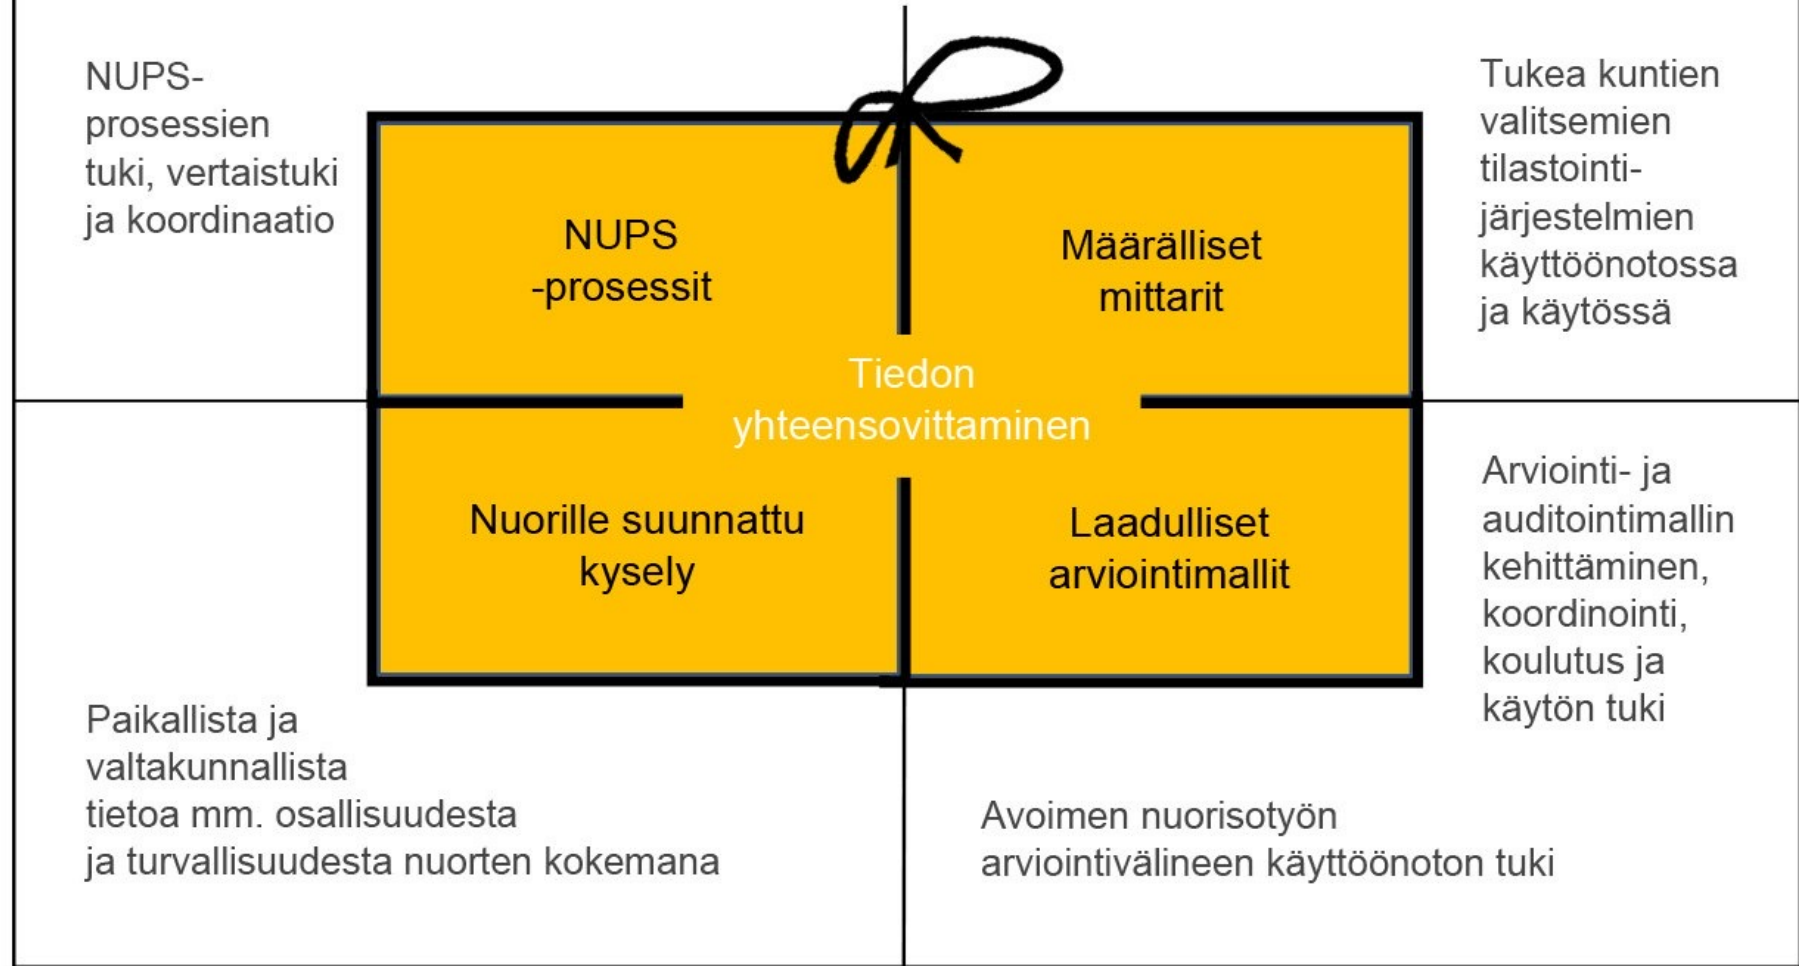 NUPS-
prosessien
tuki, vertaistuki
ja koordinaatio
NUPS
-prosessit
Määrälliset
mittarit
Tukea kuntien
valitsemien
tilastointi-
järjestelmien
käyttöönotossa
ja käytössä
Tiedon
yhteensovittaminen
Nuorille suunnattu
kysely
Laadulliset
arviointimallit
Arviointi- ja
auditointimallin
kehittäminen,
koordinointi,
koulutus ja
käytön tuki
Paikallista ja
valtakunnallista
tietoa mm. osallisuudesta
ja turvallisuudesta nuorten kokemana
Avoimen nuorisotyön
arviointivälineen käyttöönoton tuki